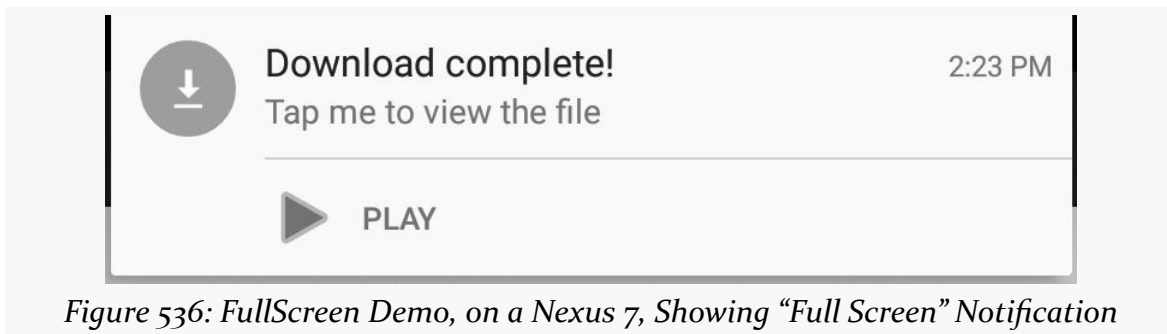 Download complete!
2:23 PM
Tap me to view the file
PLAY
Figure 536: FullScreen Demo, on a Nexus 7, Showing “Full Screen” Notification